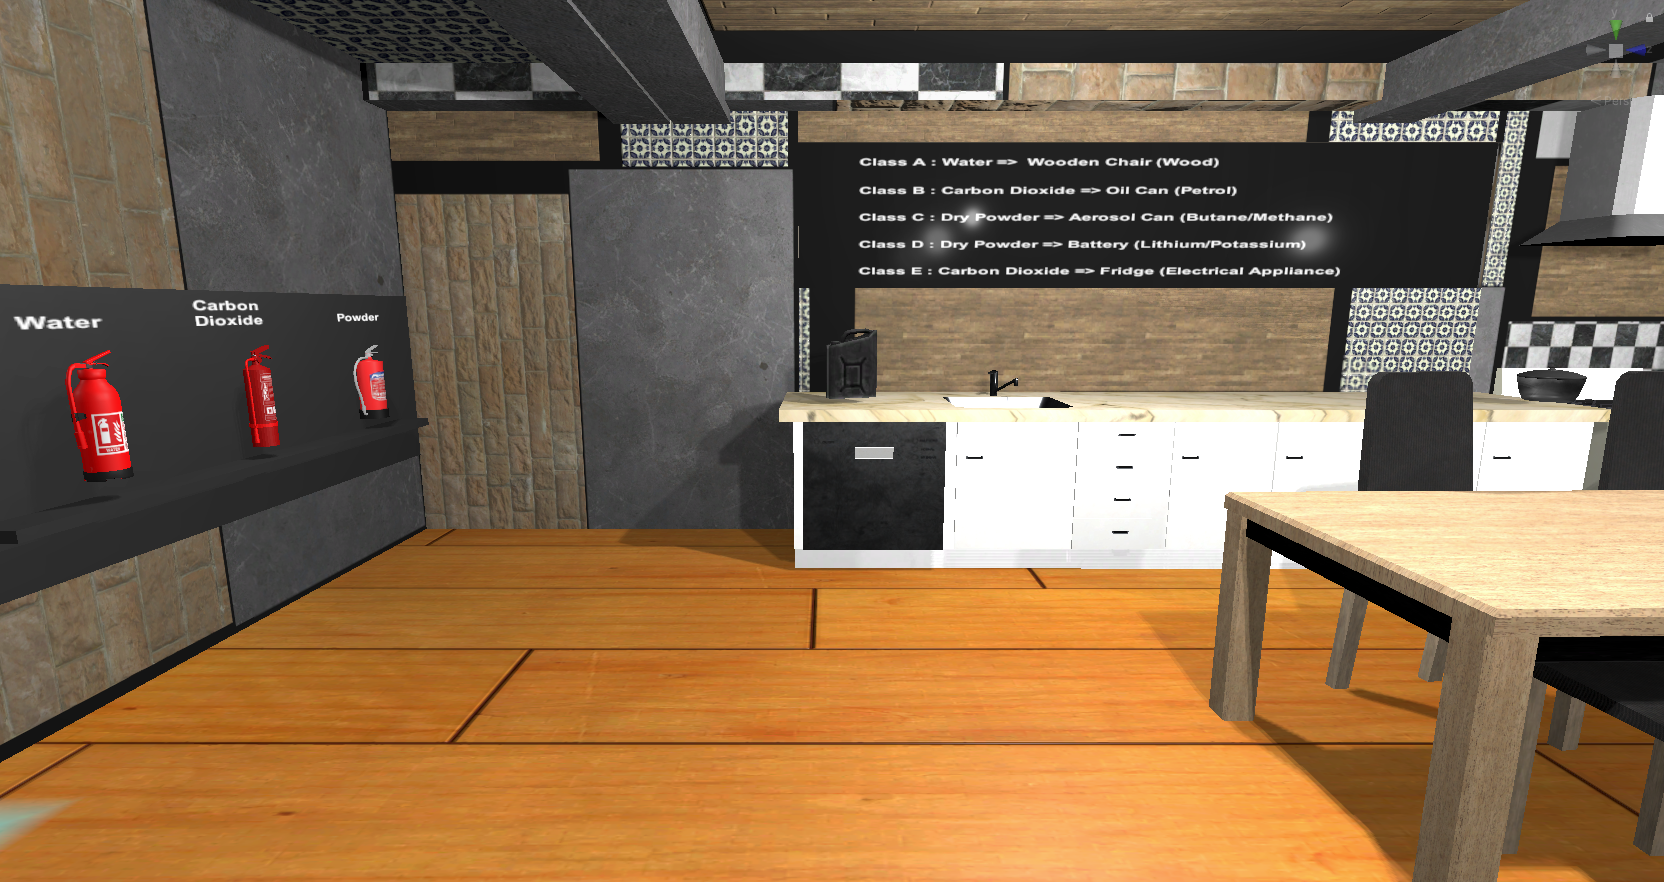 Class A : Water => Wooden Chair (Wood)
Class B : Carbon Dioxide => Oil Can (Petrol)
Class C : Dry Powder => Aerosol Can (Butane/Methane)
Class D : Dry Powder => Battery (Lithium/Potassium)
Class E : Carbon Dioxide => Fridge (Electrical Appliance)
Water
Carbon
Dioxide
Powder